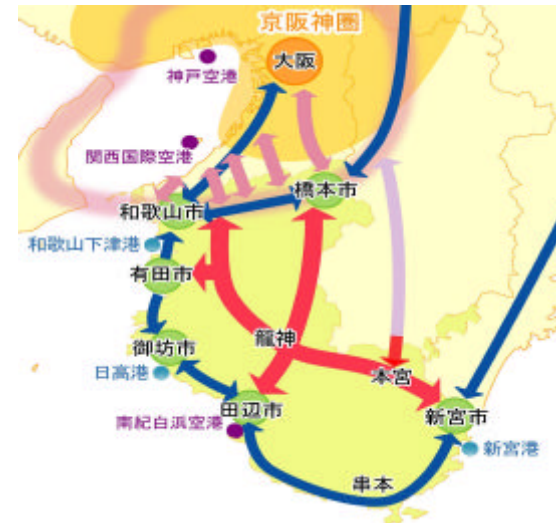 京阪神圏
大阪
神戸空港
関西国際空港
橋本市
和歌山市
和歌山下津港
有田市
龍神
御坊市
日高港
本宮
田辺市
新宮市
南紀白浜空港
新宮港
串本